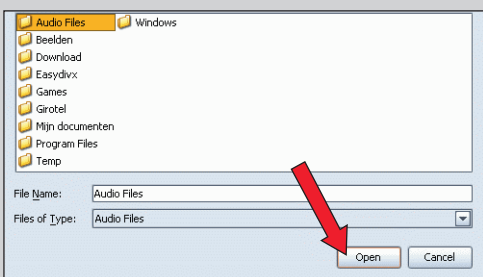 Audio Files Windows
Beelden
Download
Easydivx
Games
Girotel
Mijn documenten
Program Files
Temp
File Name: Audio Files
Files of Type: Audio Files
Open Cancel